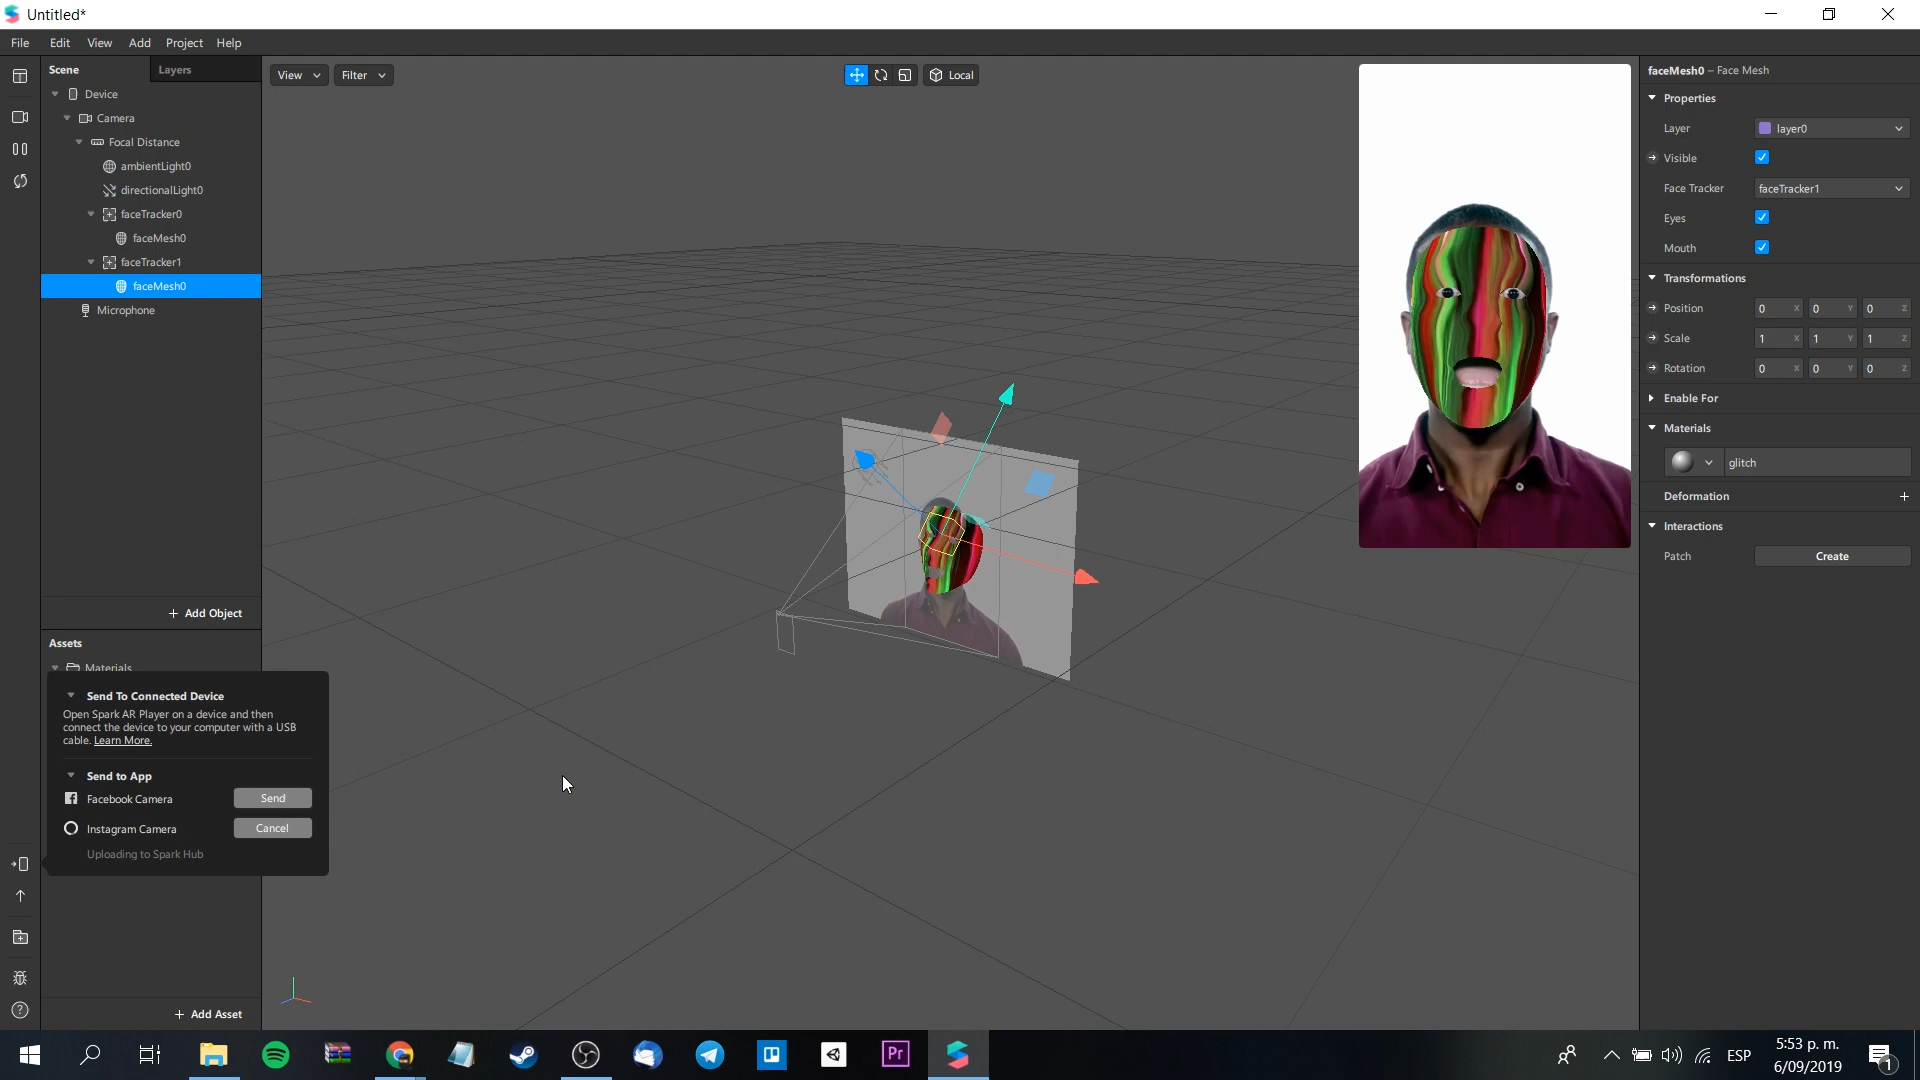 Untitled*
File Edit View Add Project Help
Scene Layers
Device
Camera
Focal Distance
ambientLight0
directionalLight0
faceTracker0
faceMesh0
faceTracker1
faceMesh0
Microphone
+ Add Object
Assets
Materials
Send To Connected Device
Open Spark AR Player on a device and then
connect the device to your computer with a USB
cable. Learn More.
Send to App
Facebook Camera Send
Instagram Camera Cancel
Uploading to Spark Hub
+ Add Asset
View Filter Local
faceMesh0 – Face Mesh
Properties
Layer layer0
Visible
Face Tracker faceTracker1
Eyes
Mouth
Transformations
Position 0 X 0 Y 0 Z
Scale 1 X 1 Y 1 Z
Rotation 0 X 0 Y 0 Z
Enable For
Materials
glitch
Deformation +
Interactions
Patch Create
Pr
ESP
5:53 p. m.
6/09/2019
1